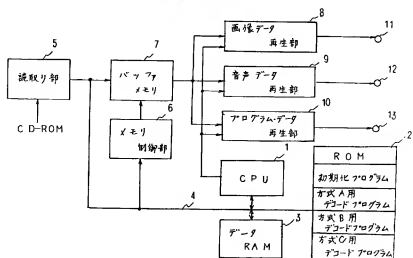 8
画像データ
再生部
11
5
読取り部
7
バッファ
メモリ
9
音声データ
再生部
12
CD-ROM
6
メモリ
制御部
10
プログラム・データ
再生部
13
1
CPU
2
ROM
初期化プログラム
方式A用
デコードプログラム
方式B用
デコードプログラム
方式C用
デコードプログラム
4
3
データ
RAM